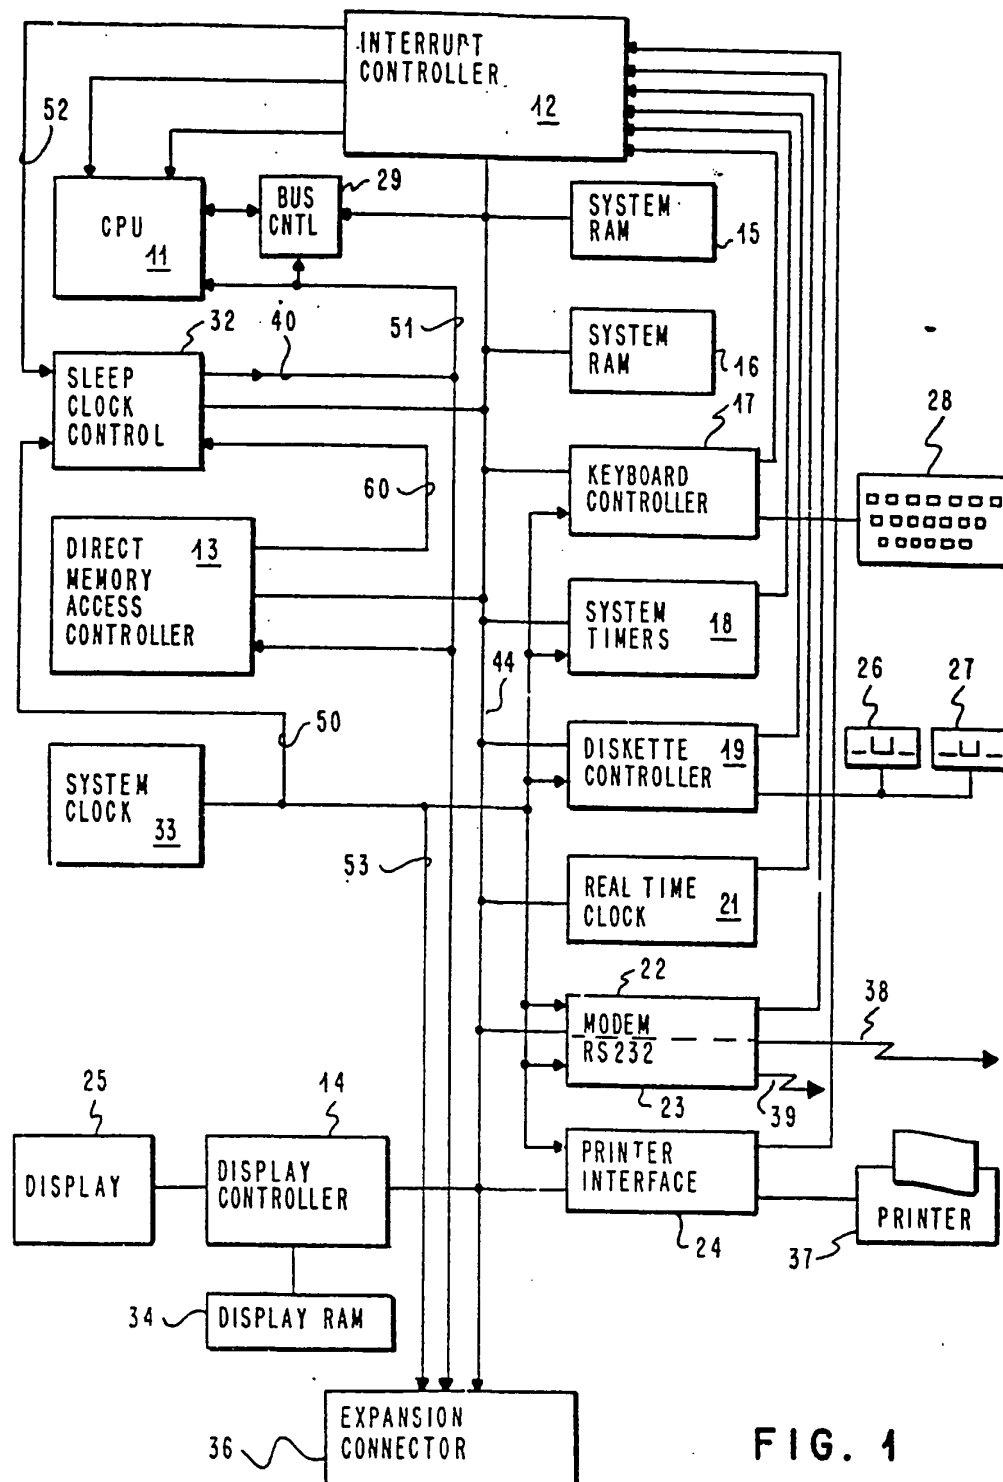 INTERRUPT
CONTROLLER
12
52
CPU
11
BUS
CNTL
29
SYSTEM
RAM
15
SYSTEM
RAM
16
32
40
51
SLEEP
CLOCK
CONTROL
60
17
KEYBOARD
CONTROLLER
28
DIRECT
MEMORY
ACCESS
CONTROLLER
13
SYSTEM
TIMERS
18
44
50
26
27
DISKETTE
CONTROLLER
19
SYSTEM
CLOCK
33
53
REAL TIME
CLOCK
21
22
MODEM
RS232
23
38
39
25
14
DISPLAY
DISPLAY
CONTROLLER
PRINTER
INTERFACE
24
PRINTER
37
34
DISPLAY RAM
EXPANSION
CONNECTOR
36
FIG. 1